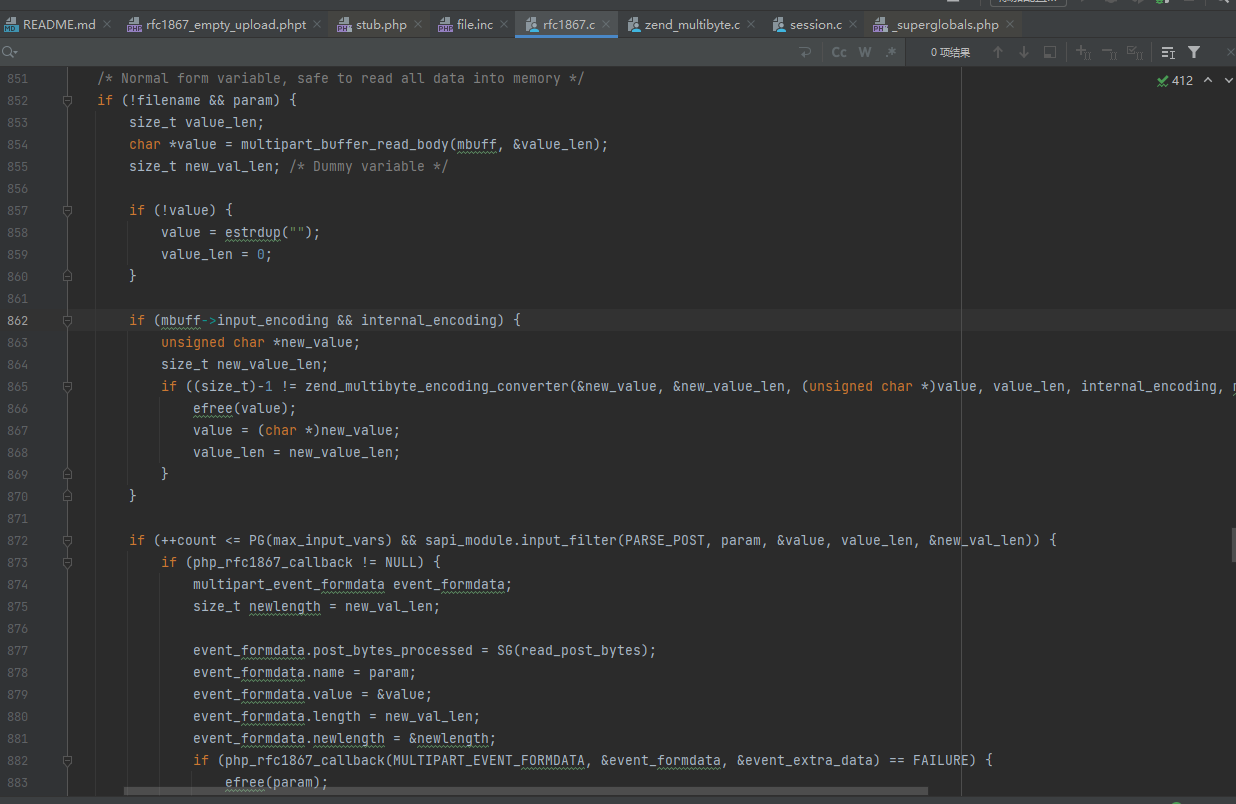 README.md rfc1867_empty_upload.phpt stub.php file.inc rfc1867.c zend_multibyte.c session.c _superglobals.php
Cc W .* 0 项结果
412
851 /* Normal form variable, safe to read all data into memory */
852 if (!filename && param) {
853 size_t value_len;
854 char *value = multipart_buffer_read_body(mbuff, &value_len);
855 size_t new_val_len; /* Dummy variable */
856
857 if (!value) {
858 value = estrdup("");
859 value_len = 0;
860 }
861
862 if (mbuff->input_encoding && internal_encoding) {
863 unsigned char *new_value;
864 size_t new_value_len;
865 if ((size_t)-1 != zend_multibyte_encoding_converter(&new_value, &new_value_len, (unsigned char *)value, value_len, internal_encoding,
866 efree(value);
867 value = (char *)new_value;
868 value_len = new_value_len;
869 }
870 }
871
872 if (++count <= PG(max_input_vars) && sapi_module.input_filter(PARSE_POST, param, &value, value_len, &new_val_len)) {
873 if (php_rfc1867_callback != NULL) {
874 multipart_event_formdata event_formdata;
875 size_t newlength = new_val_len;
876
877 event_formdata.post_bytes_processed = SG(read_post_bytes);
878 event_formdata.name = param;
879 event_formdata.value = &value;
880 event_formdata.length = new_val_len;
881 event_formdata.newlength = &newlength;
882 if (php_rfc1867_callback(MULTIPART_EVENT_FORMDATA, &event_formdata, &event_extra_data) == FAILURE) {
883 efree(param);